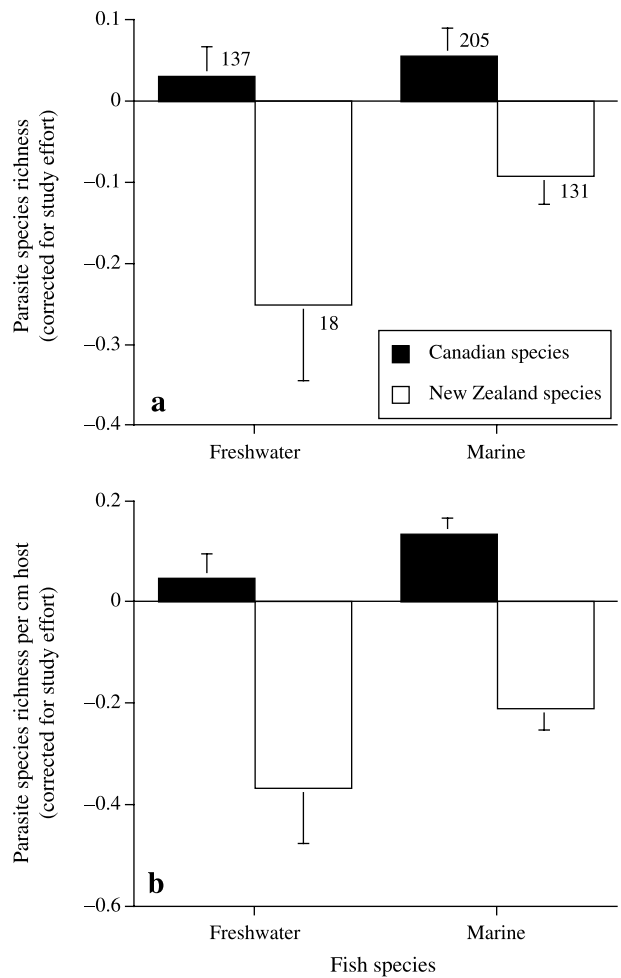 Parasite species richness
(corrected for study effort)
0.1
0
–0.1
–0.2
–0.3
–0.4
137
18
205
131
Canadian species
New Zealand species
a
Freshwater
Marine
Parasite species richness per cm host
(corrected for study effort)
0.2
0
–0.2
–0.4
–0.6
b
Freshwater
Marine
Fish species